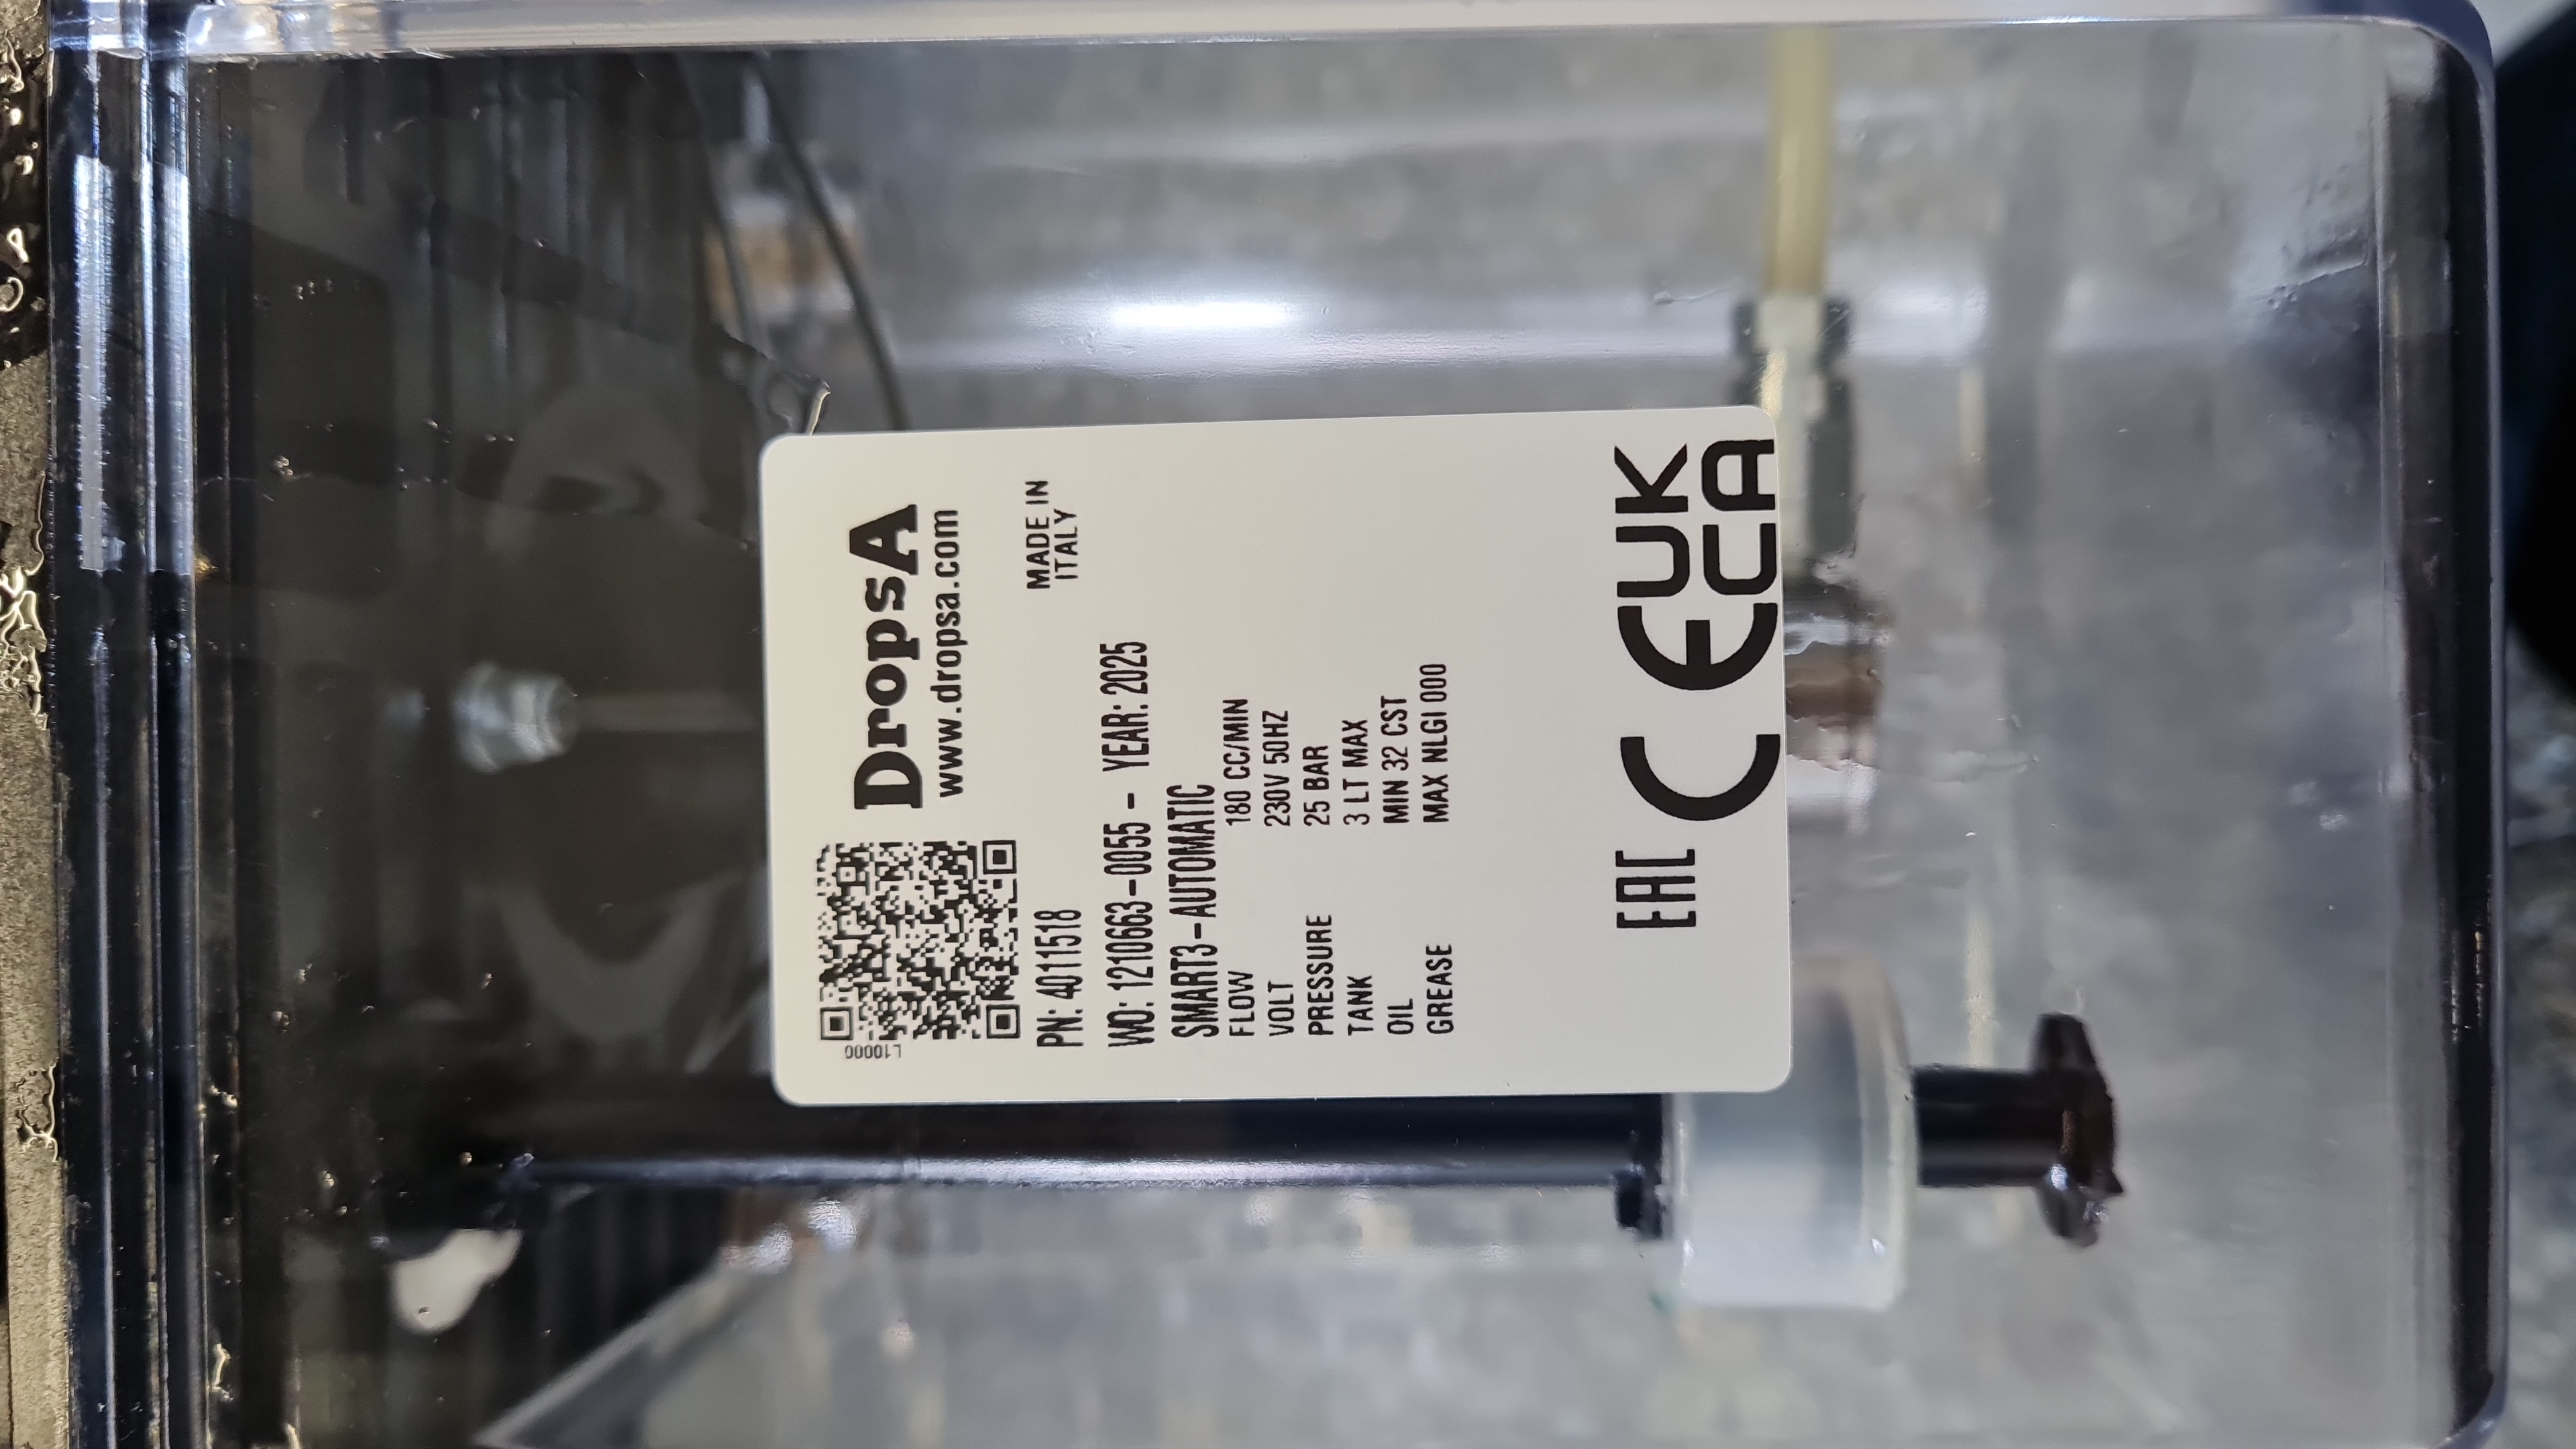 DropsA
www.dropsa.com
L1000G
MADE IN
ITALY
PN: 4011518
WO: 1210663-0055 - YEAR: 2025
SMART3-AUTOMATIC
FLOW 180 CC/MIN
VOLT 230V 50HZ
PRESSURE 25 BAR
TANK 3 LT MAX
OIL MIN 32 CST
GREASE MAX NLGI 000
EAC CE UK
CA